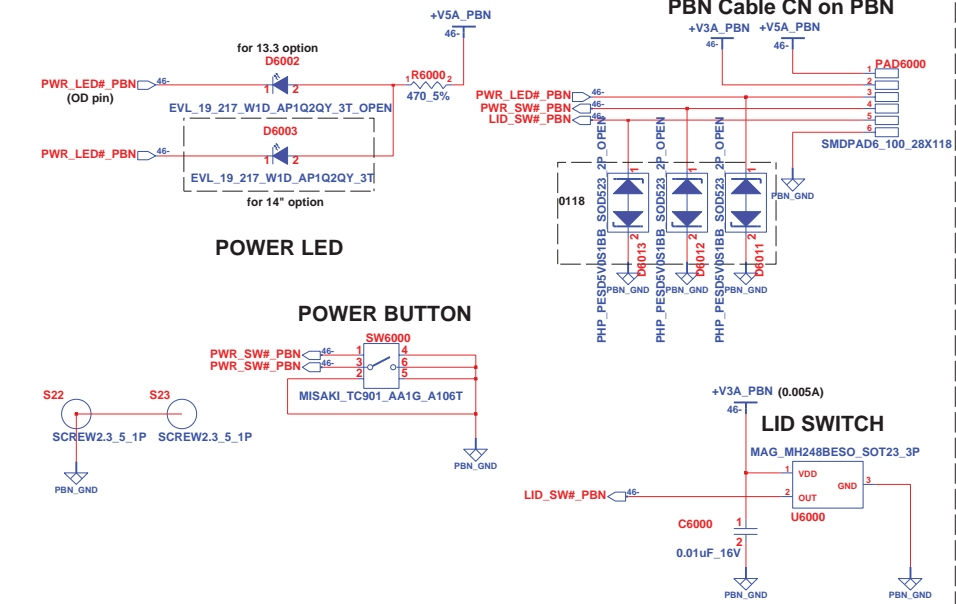 PBN Cable CN on PBN
+V5A_PBN
46-
+V3A_PBN
46-
+V5A_PBN
46-
for 13.3 option
D6002
PWR_LED#_PBN
46-
(OD pin)
1
2
EVL_19_217_W1D_AP1Q2QY_3T_OPEN
1
R6000
2
470_5%
D6003
PWR_LED#_PBN
46-
1
2
EVL_19_217_W1D_AP1Q2QY_3T
for 14" option
POWER LED
PAD6000
1
2
3
4
5
6
SMDPAD6_100_28X118
PWR_LED#_PBN
46-
PWR_SW#_PBN
46-
LID_SW#_PBN
46-
PBN_GND
0118
PHP_PESD5V0S1BB_SOD523_2P_OPEN
1
2
D6013
PHP_PESD5V0S1BB_SOD523_2P_OPEN
1
2
D6012
PHP_PESD5V0S1BB_SOD523_2P_OPEN
1
2
D6011
PBN_GND
PBN_GND
PBN_GND
POWER BUTTON
SW6000
PWR_SW#_PBN
46-
PWR_SW#_PBN
46-
1
3
2
4
6
5
MISAKI_TC901_AA1G_A106T
PBN_GND
S22
S23
SCREW2.3_5_1P
SCREW2.3_5_1P
PBN_GND
+V3A_PBN
(0.005A)
46-
LID SWITCH
MAG_MH248BESO_SOT23_3P
1
VDD
GND
3
LID_SW#_PBN
46-
2
OUT
U6000
C6000
1
2
0.01uF_16V
PBN_GND
PBN_GND